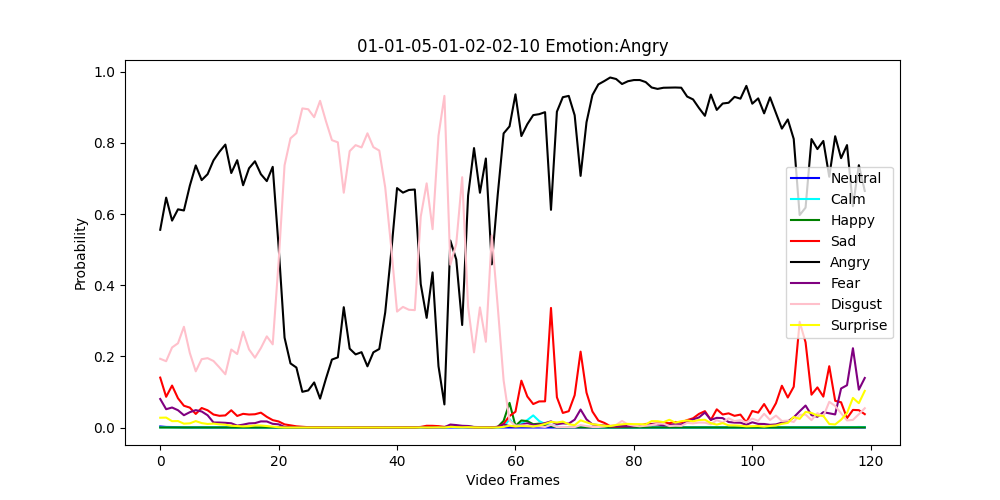 01-01-05-01-02-02-10 Emotion:Angry
1.0
0.8
0.6
0.4
0.2
0.0
Probability
0 20 40 60 80 100 120
Video Frames
Neutral
Calm
Happy
Sad
Angry
Fear
Disgust
Surprise